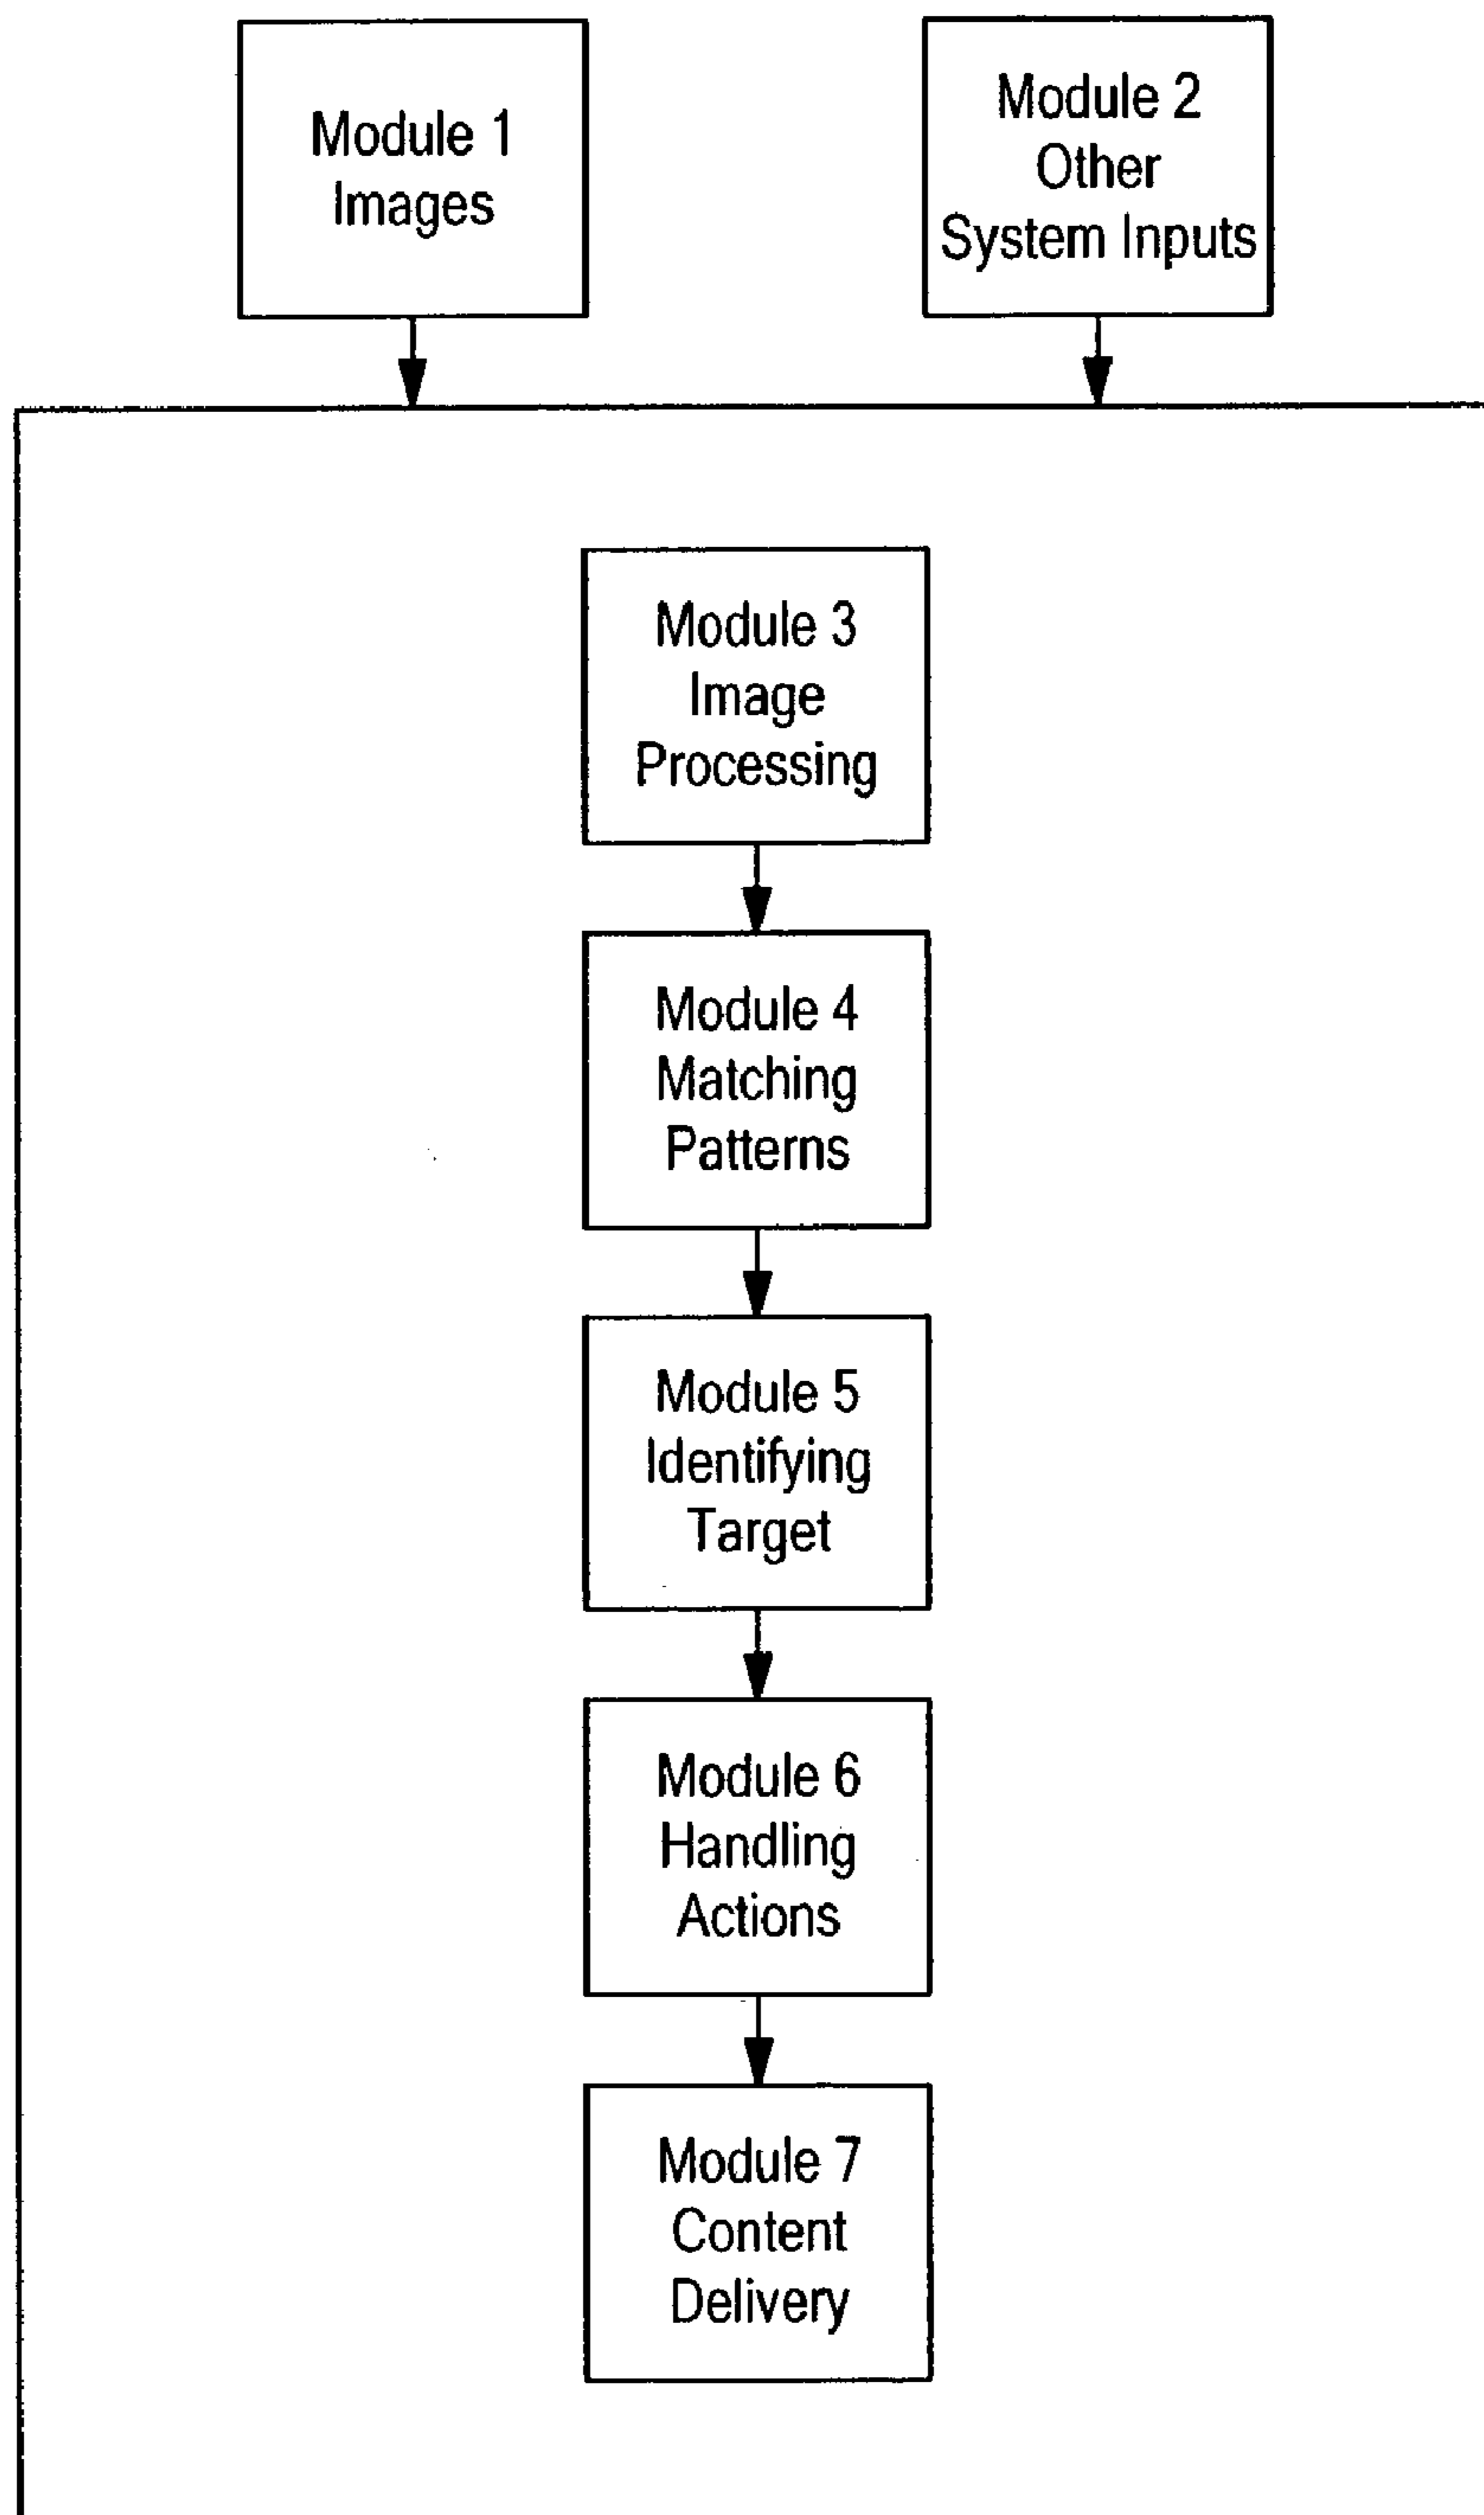 Module 1
Images
Module 2
Other
System Inputs
Module 3
Image
Processing
Module 4
Matching
Patterns
Module 5
Identifying
Target
Module 6
Handling
Actions
Module 7
Content
Delivery